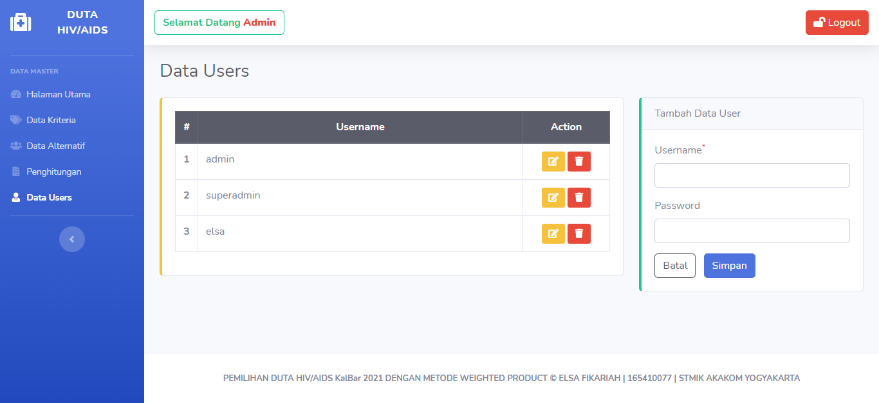 DUTA
HIV/AIDS
Selamat Datang Admin
Logout
DATA MASTER
Halaman Utama
Data Kriteria
Data Alternatif
Penghitungan
Data Users
Data Users
# Username Action
1 admin
2 superadmin
3 elsa
Tambah Data User
Username*
Password
Batal Simpan
PEMILIHAN DUTA HIV/AIDS KalBar 2021 DENGAN METODE WEIGHTED PRODUCT © ELSA FIKARIAH | 165410077 | STMIK AKAKOM YOGYAKARTA